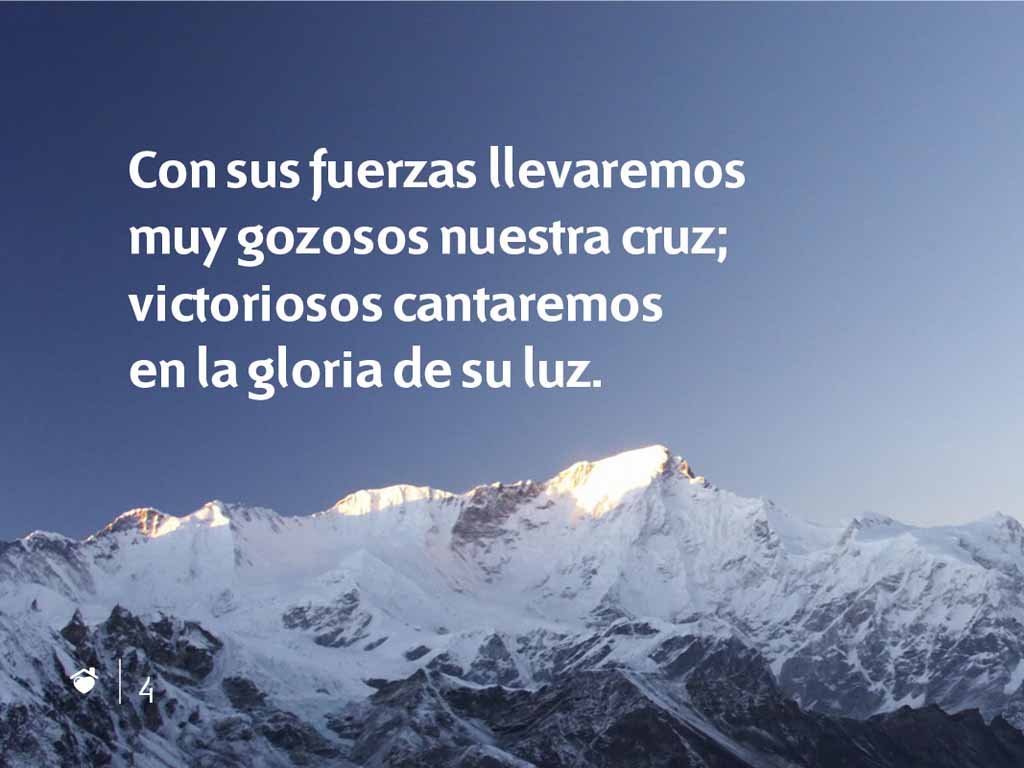 Con sus fuerzas llevaremos
muy gozosos nuestra cruz;
victoriosos cantaremos
en la gloria de su luz.
4